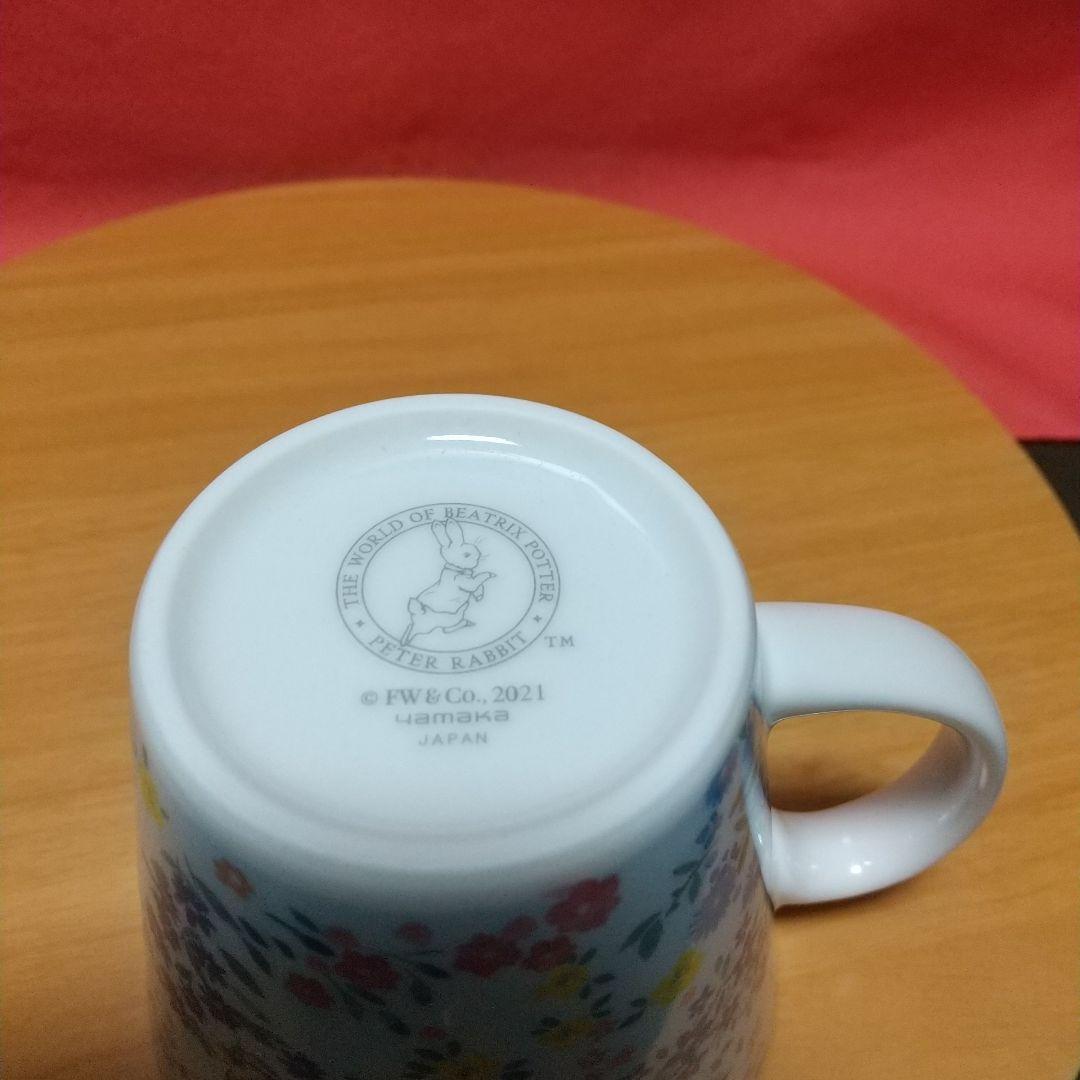 THE WORLD OF BEATRIX POTTER
PETER RABBIT
TM
© FW & Co., 2021
yamaka
JAPAN